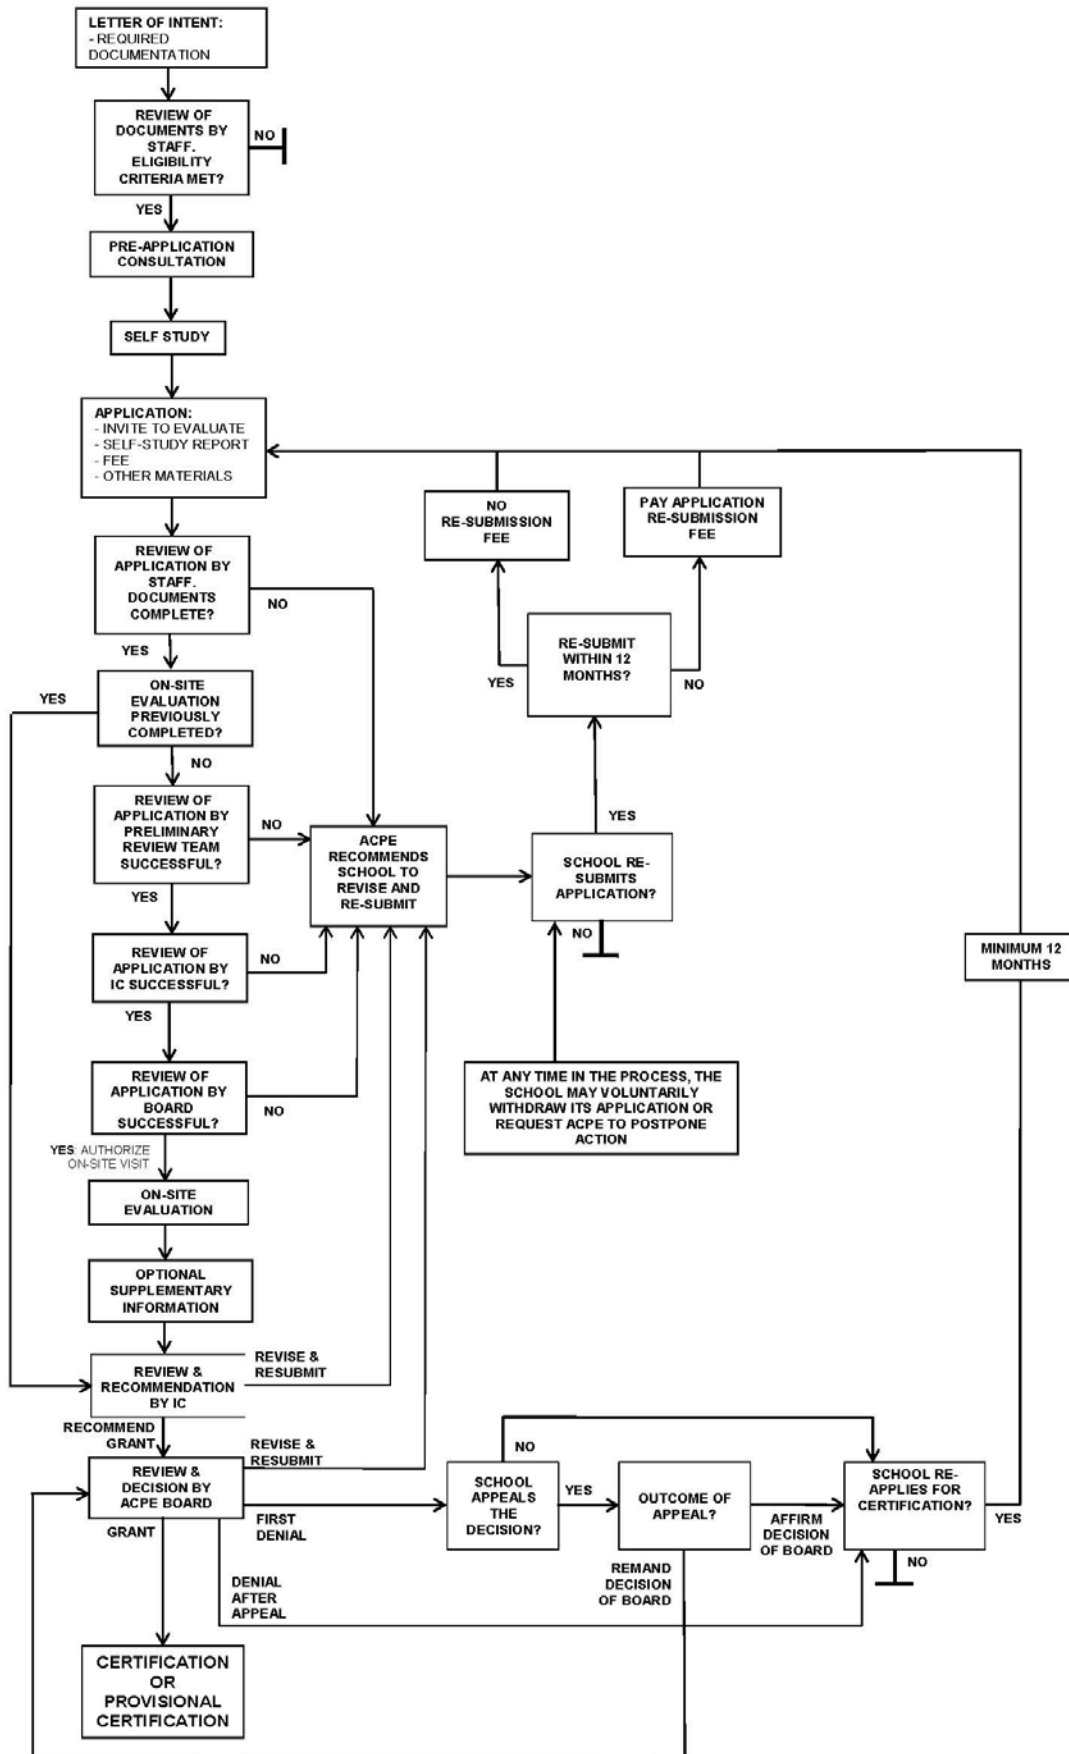 LETTER OF INTENT:
- REQUIRED
DOCUMENTATION
REVIEW OF
DOCUMENTS BY
STAFF.
ELIGIBILITY
CRITERIA MET?
NO
YES
PRE-APPLICATION
CONSULTATION
SELF STUDY
APPLICATION:
- INVITE TO EVALUATE
- SELF-STUDY REPORT
- FEE
- OTHER MATERIALS
NO
RE-SUBMISSION
FEE
PAY APPLICATION
RE-SUBMISSION
FEE
REVIEW OF
APPLICATION BY
STAFF.
DOCUMENTS
COMPLETE?
NO
YES
RE-SUBMIT
WITHIN 12
MONTHS?
YES
NO
YES
ON-SITE
EVALUATION
PREVIOUSLY
COMPLETED?
NO
REVIEW OF
APPLICATION BY
PRELIMINARY
REVIEW TEAM
SUCCESSFUL?
NO
YES
ACPE
RECOMMENDS
SCHOOL TO
REVISE AND
RE-SUBMIT
YES
SCHOOL RE-
SUBMITS
APPLICATION?
NO
REVIEW OF
APPLICATION BY
IC SUCCESSFUL?
NO
YES
MINIMUM 12
MONTHS
REVIEW OF
APPLICATION BY
BOARD
SUCCESSFUL?
NO
AT ANY TIME IN THE PROCESS, THE
SCHOOL MAY VOLUNTARILY
WITHDRAW ITS APPLICATION OR
REQUEST ACPE TO POSTPONE
ACTION
YES: AUTHORIZE
ON-SITE VISIT
ON-SITE
EVALUATION
OPTIONAL
SUPPLEMENTARY
INFORMATION
REVIEW &
RECOMMENDATION
BY IC
REVISE &
RESUBMIT
RECOMMEND
GRANT
REVIEW &
DECISION BY
ACPE BOARD
REVISE &
RESUBMIT
GRANT
FIRST
DENIAL
DENIAL
AFTER
APPEAL
NO
SCHOOL
APPEALS
THE
DECISION?
YES
OUTCOME OF
APPEAL?
AFFIRM
DECISION
OF BOARD
REMAND
DECISION
OF BOARD
SCHOOL RE-
APPLIES FOR
CERTIFICATION?
YES
NO
CERTIFICATION
OR
PROVISIONAL
CERTIFICATION